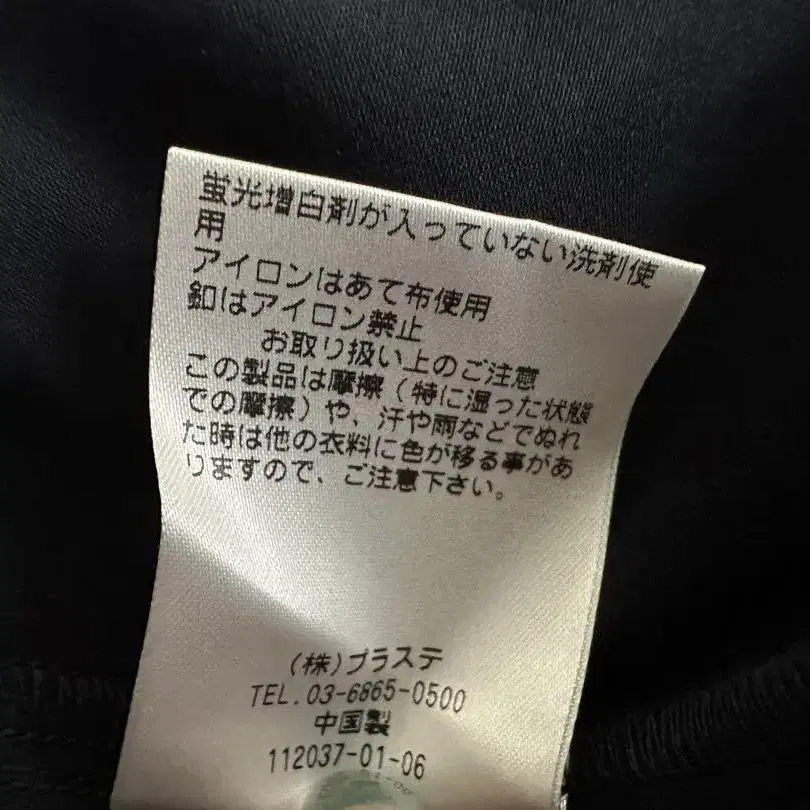 蛍光増白剤が入っていない洗剤使
用
アイロンはあて布使用
釦はアイロン禁止
お取り扱い上のご注意
この製品は摩擦（特に湿った状態
での摩擦）や、汗や雨などでぬれ
た時は他の衣料に色が移る事があ
りますので、ご注意下さい。
(株)プラステ
TEL.03-6865-0500
中国製
112037-01-06